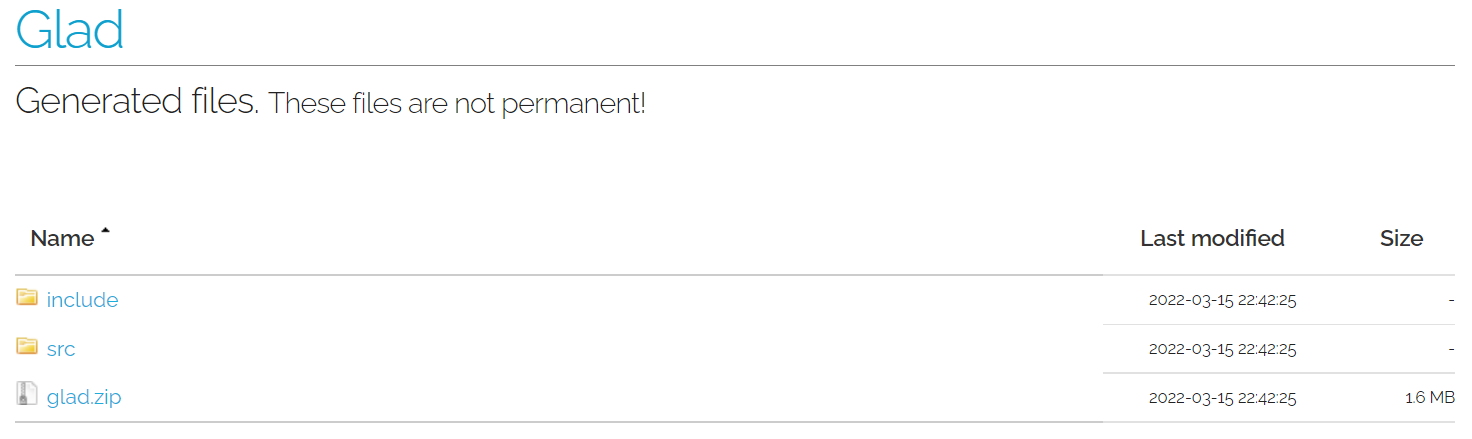 Glad
Generated files. These files are not permanent!
Name Last modified Size
include 2022-03-15 22:42:25 -
src 2022-03-15 22:42:25 -
glad.zip 2022-03-15 22:42:25 1.6 MB